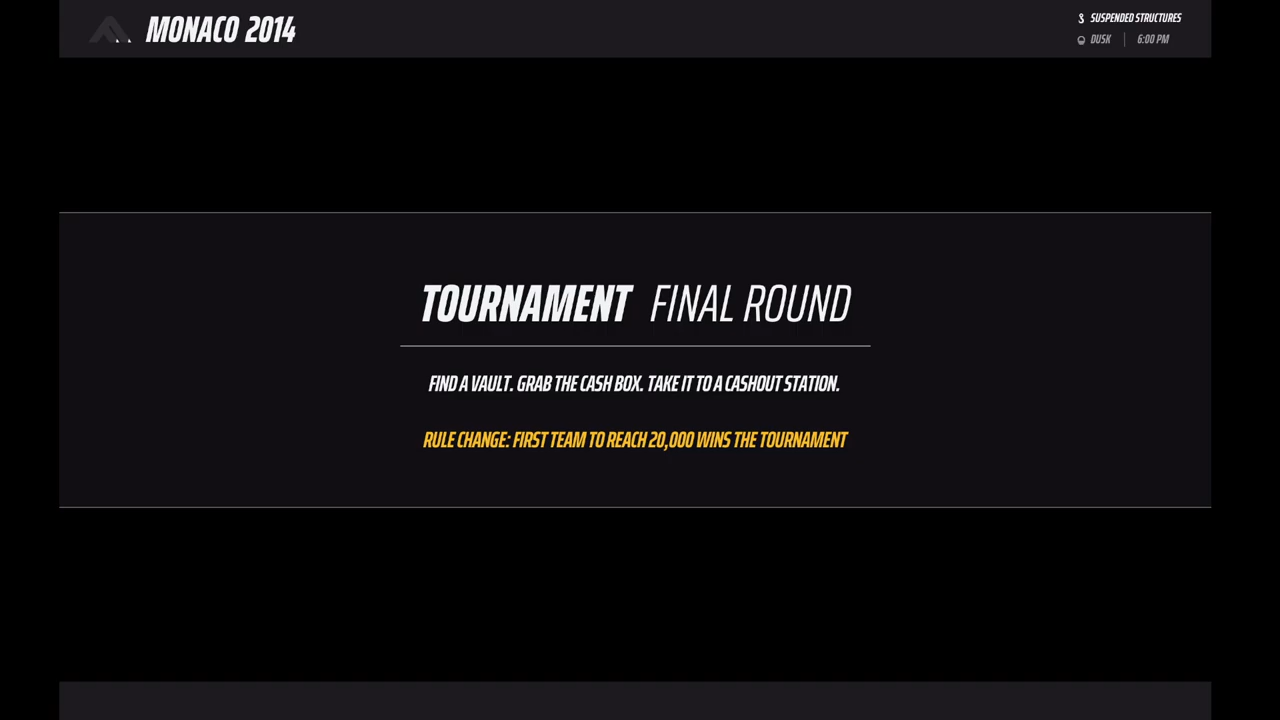 MONACO 2014
SUSPENDED STRUCTURES
DUSK | 6:00 PM
TOURNAMENT FINAL ROUND
FIND A VAULT. GRAB THE CASH BOX. TAKE IT TO A CASHOUT STATION.
RULE CHANGE: FIRST TEAM TO REACH 20,000 WINS THE TOURNAMENT